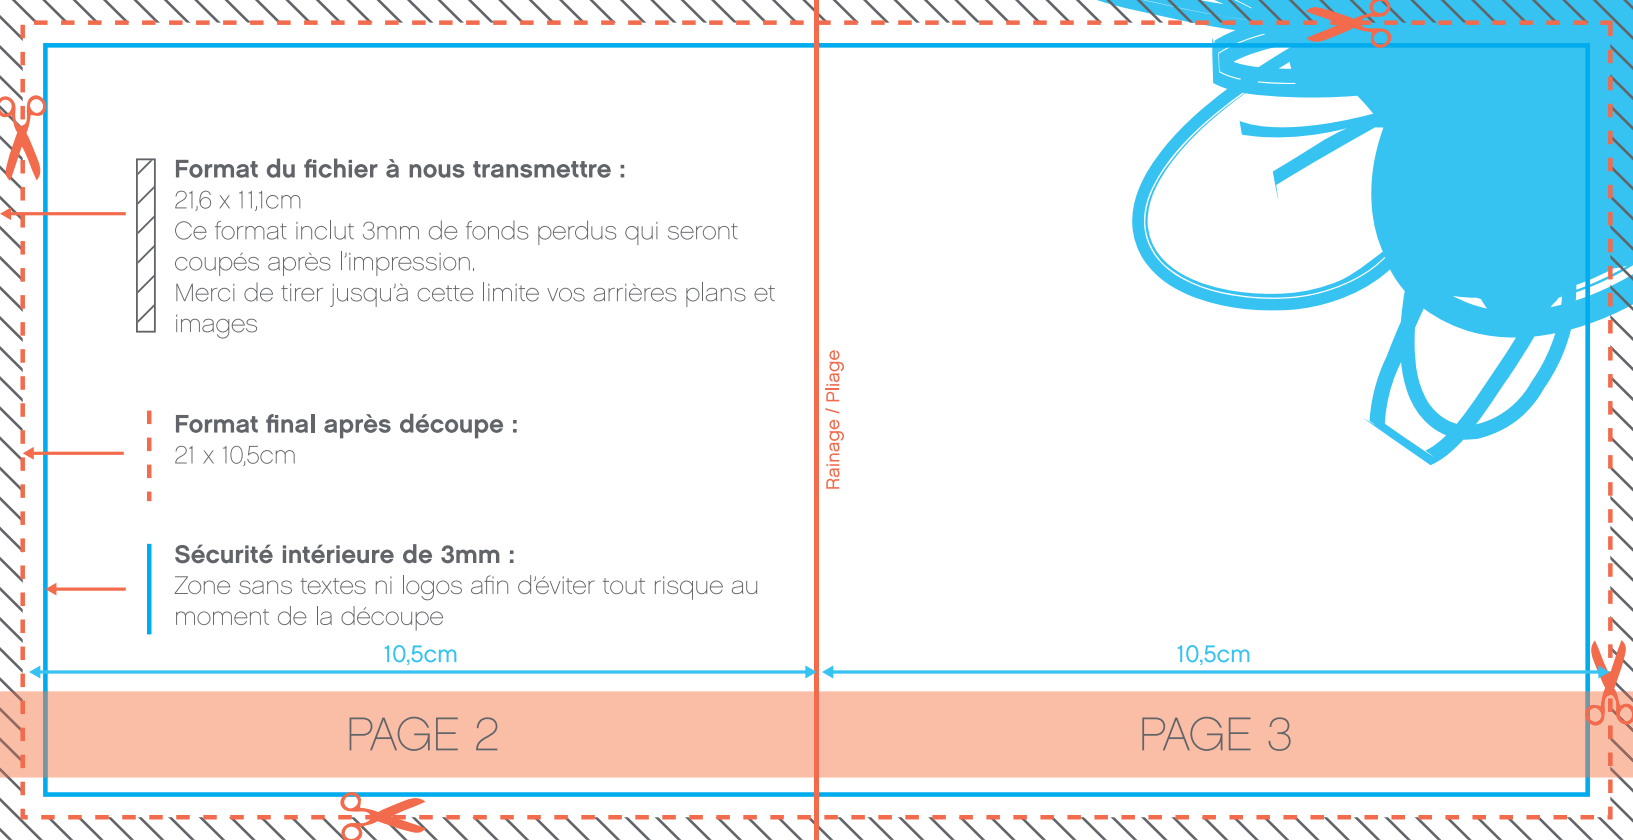 Format du fichier à nous transmettre :
21,6 x 11,1cm
Ce format inclut 3mm de fonds perdus qui seront
coupés après l'impression.
Merci de tirer jusqu'à cette limite vos arrières plans et
images
Format final après découpe :
21 x 10,5cm
Sécurité intérieure de 3mm :
Zone sans textes ni logos afin d'éviter tout risque au
moment de la découpe
10,5cm
PAGE 2
Rainage / Pliage
10,5cm
PAGE 3